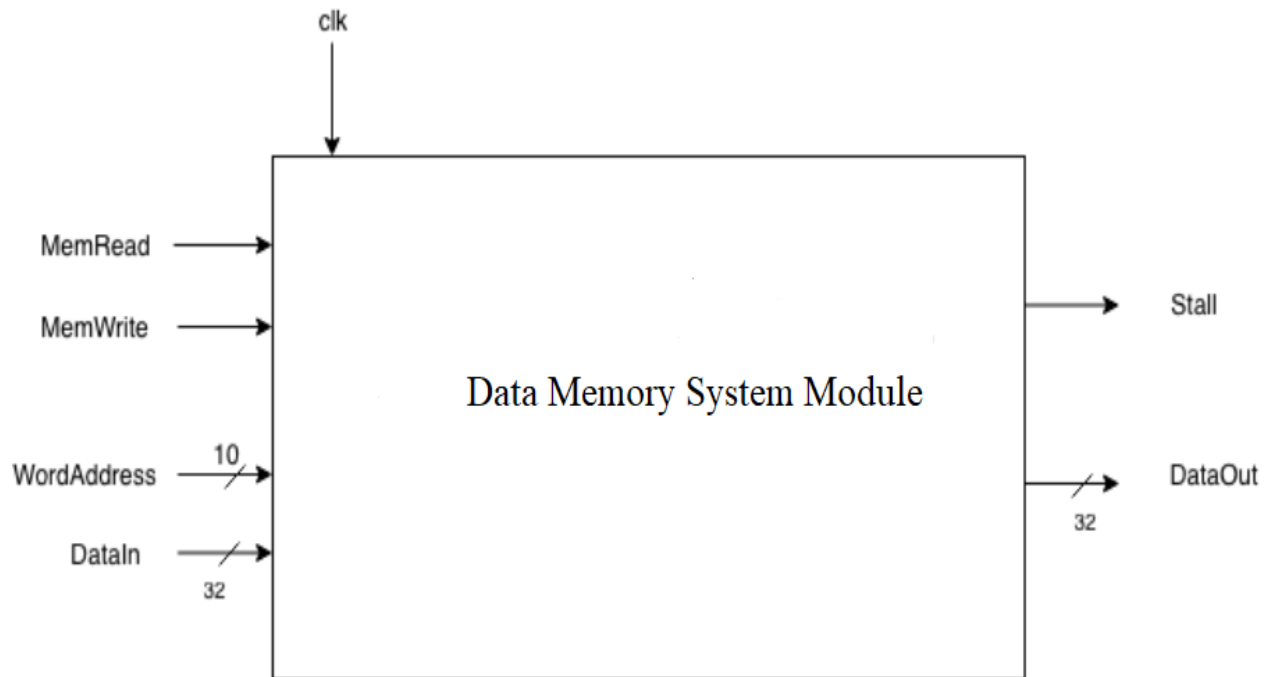 clk
MemRead
MemWrite
Stall
Data Memory System Module
10
WordAddress
DataOut
32
DataIn
32